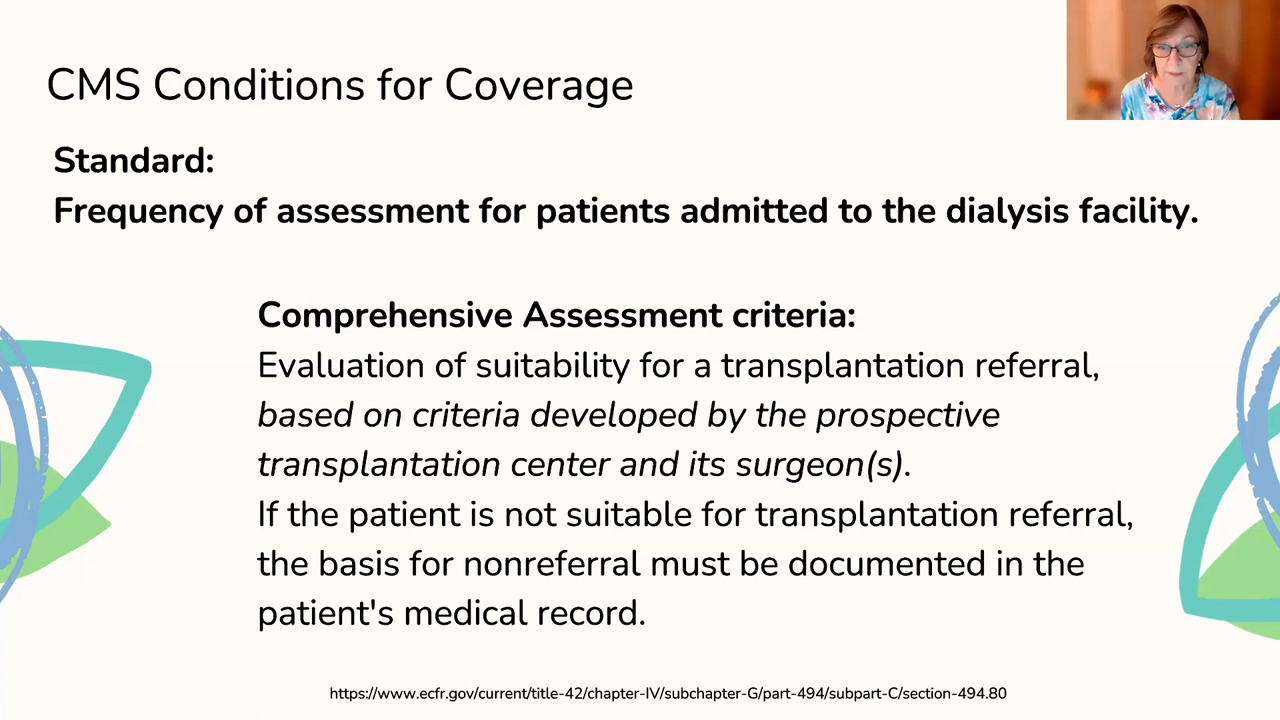 CMS Conditions for Coverage
Standard:
Frequency of assessment for patients admitted to the dialysis facility.
Comprehensive Assessment criteria:
Evaluation of suitability for a transplantation referral,
based on criteria developed by the prospective
transplantation center and its surgeon(s).
If the patient is not suitable for transplantation referral,
the basis for nonreferral must be documented in the
patient's medical record.
https://www.ecfr.gov/current/title-42/chapter-IV/subchapter-G/part-494/subpart-C/section-494.80